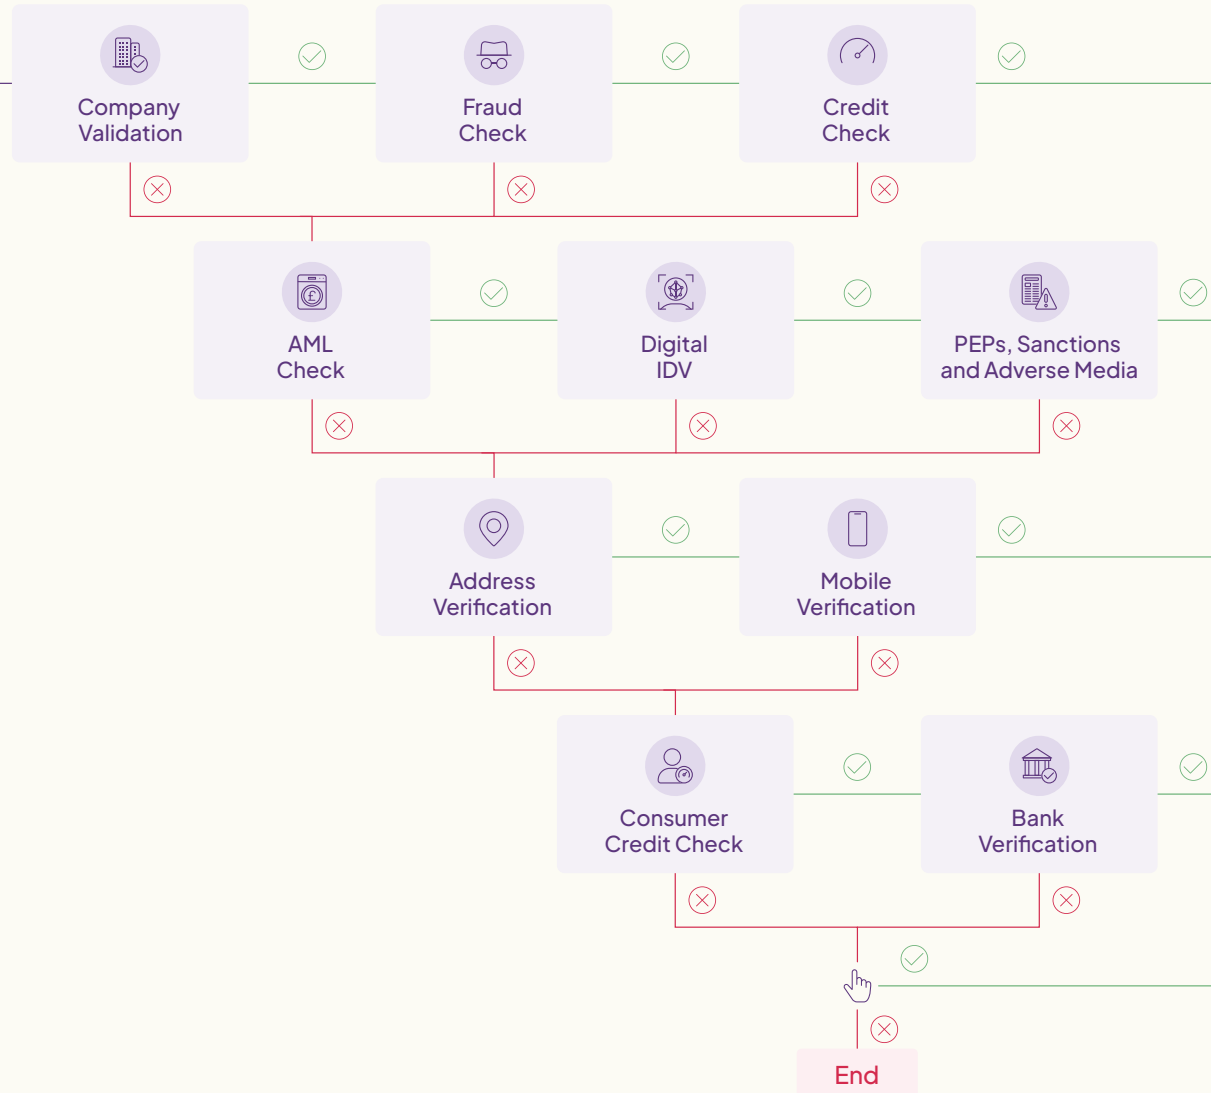 Company
Validation
Fraud
Check
Credit
Check
AML
Check
£
Digital
IDV
PEPs, Sanctions
and Adverse Media
Address
Verification
Mobile
Verification
Consumer
Credit Check
Bank
Verification
End